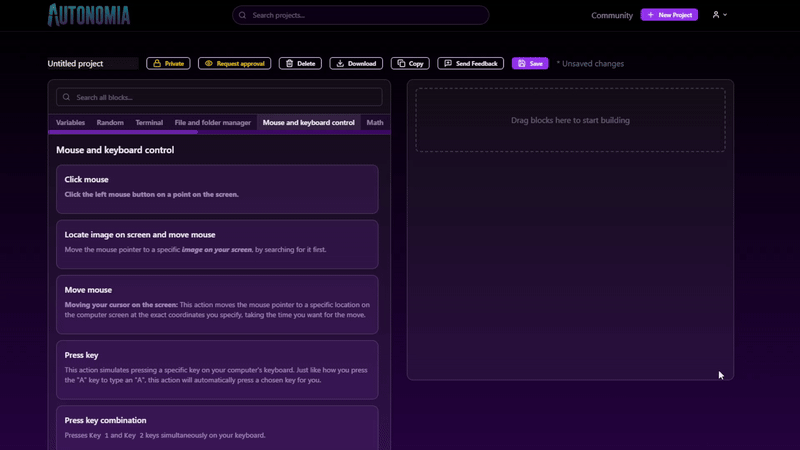 AUTONOMIA
Search projects...
Community
+ New Project
Untitled project
Private
Request approval
Delete
Download
Copy
Send Feedback
Save
* Unsaved changes
Search all blocks...
Variables
Random
Terminal
File and folder manager
Mouse and keyboard control
Math
Mouse and keyboard control
Click mouse
Click the left mouse button on a point on the screen.
Locate image on screen and move mouse
Move the mouse pointer to a specific image on your screen, by searching for it first.
Move mouse
Moving your cursor on the screen: This action moves the mouse pointer to a specific location on
the computer screen at the exact coordinates you specify, taking the time you want for the move.
Press key
This action simulates pressing a specific key on your computer's keyboard. Just like how you press
the "A" key to type an "A", this action will automatically press a chosen key for you.
Press key combination
Presses Key 1 and Key 2 keys simultaneously on your keyboard.
Drag blocks here to start building